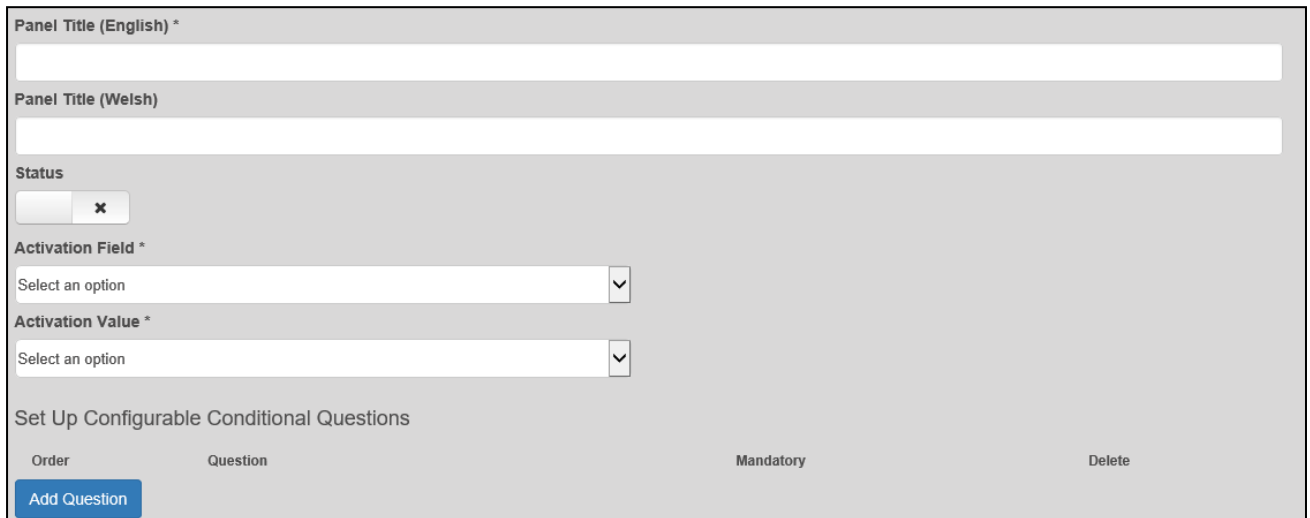 Panel Title (English) *
Panel Title (Welsh)
Status
Activation Field *
Select an option
Activation Value *
Select an option
Set Up Configurable Conditional Questions
Order Question Mandatory Delete
Add Question